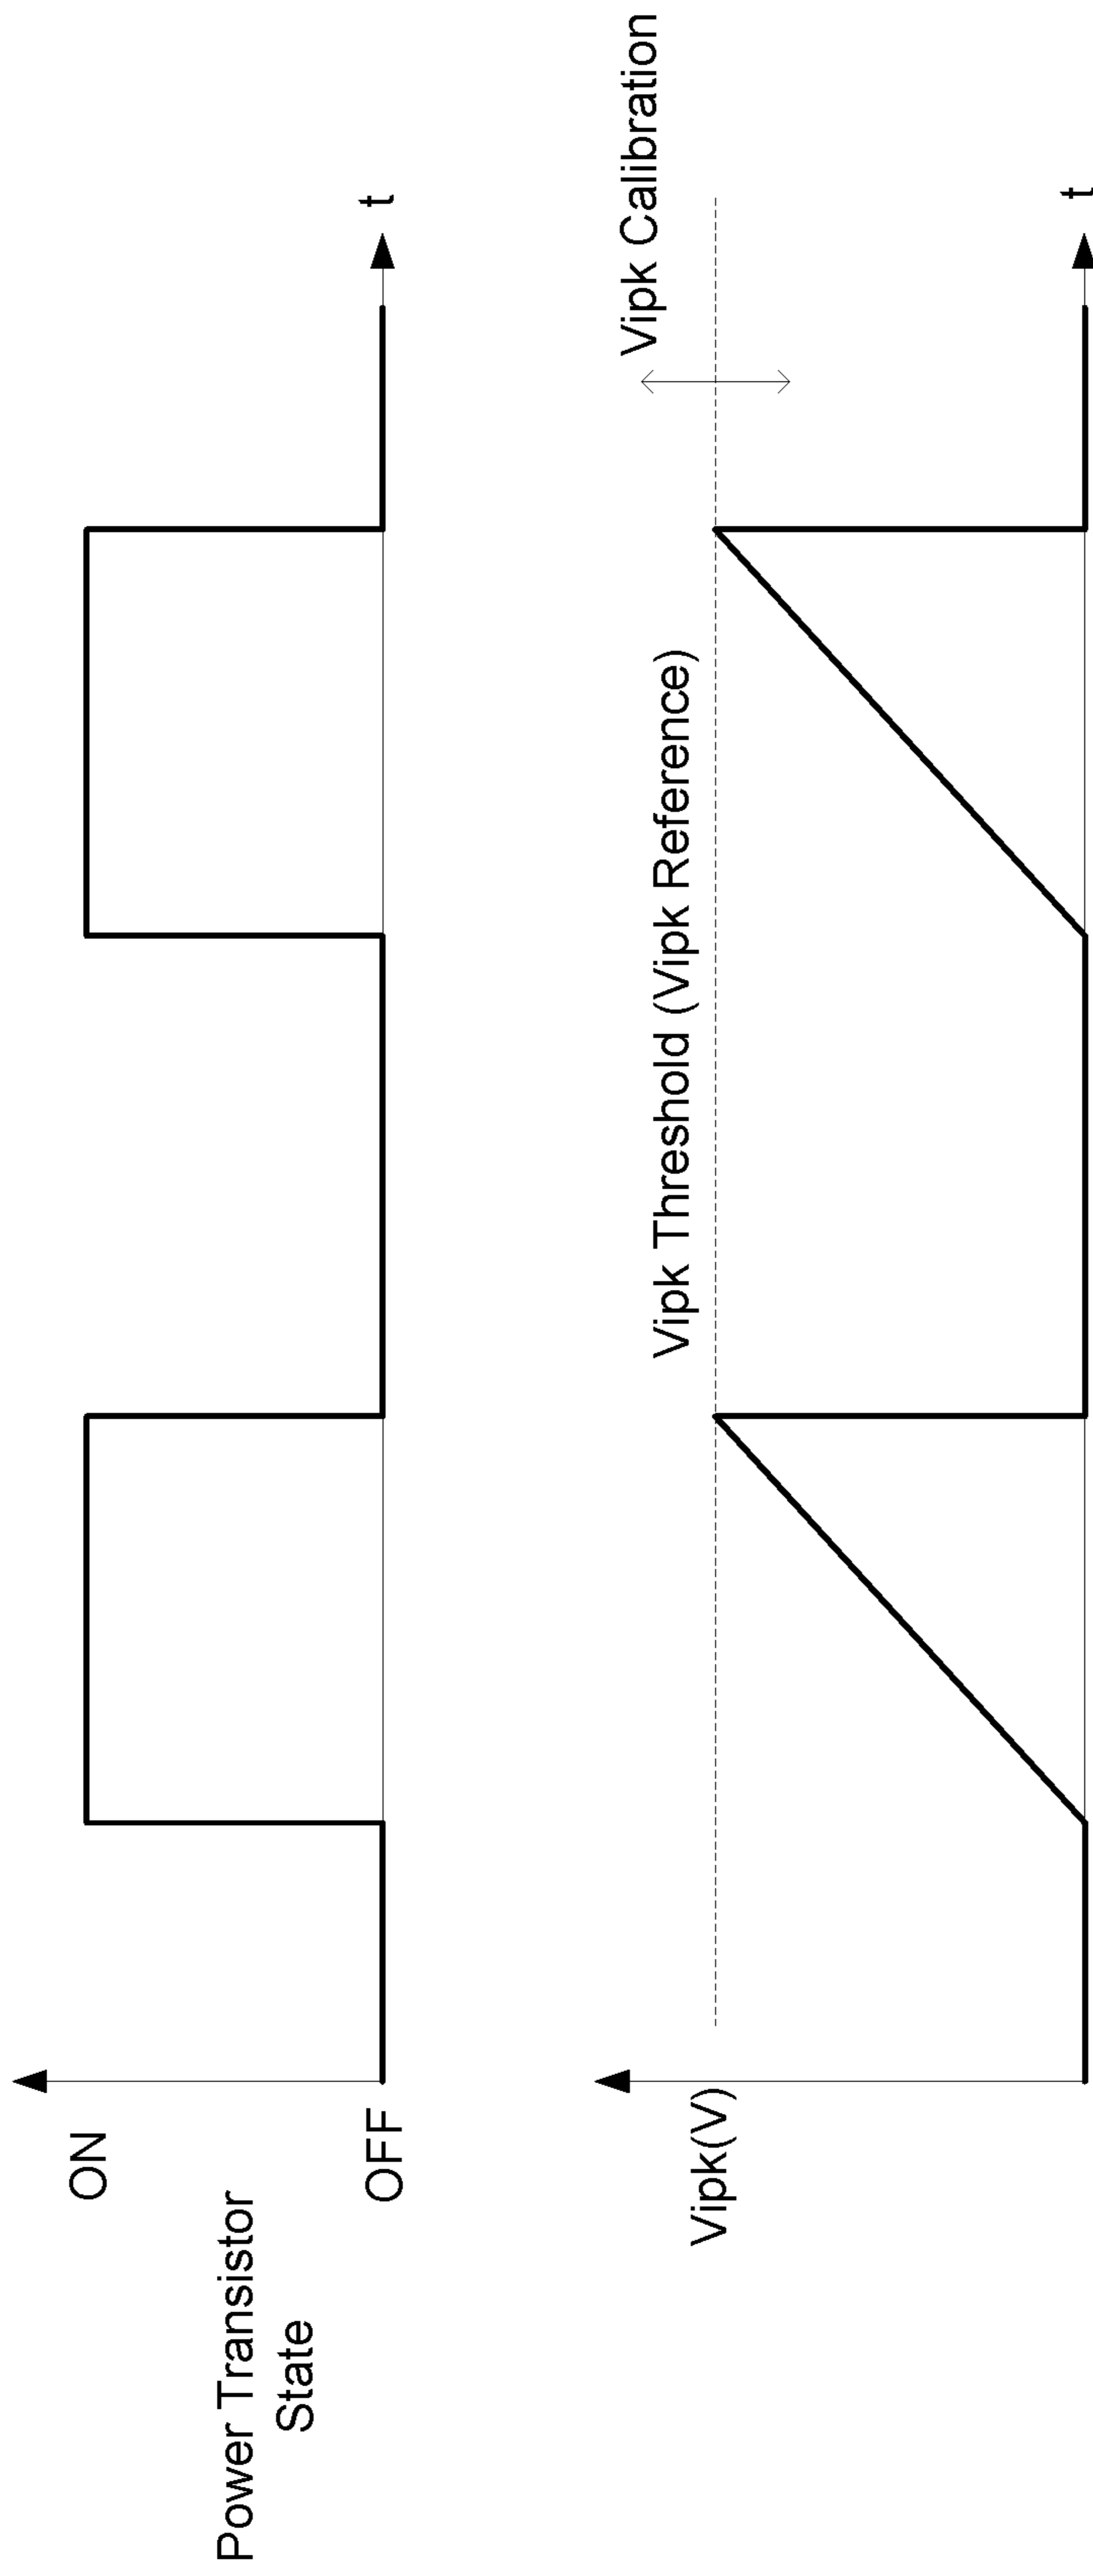 ON
Power Transistor
State
OFF
t
Vipk Calibration
Vipk Threshold (Vipk Reference)
Vipk(V)
t